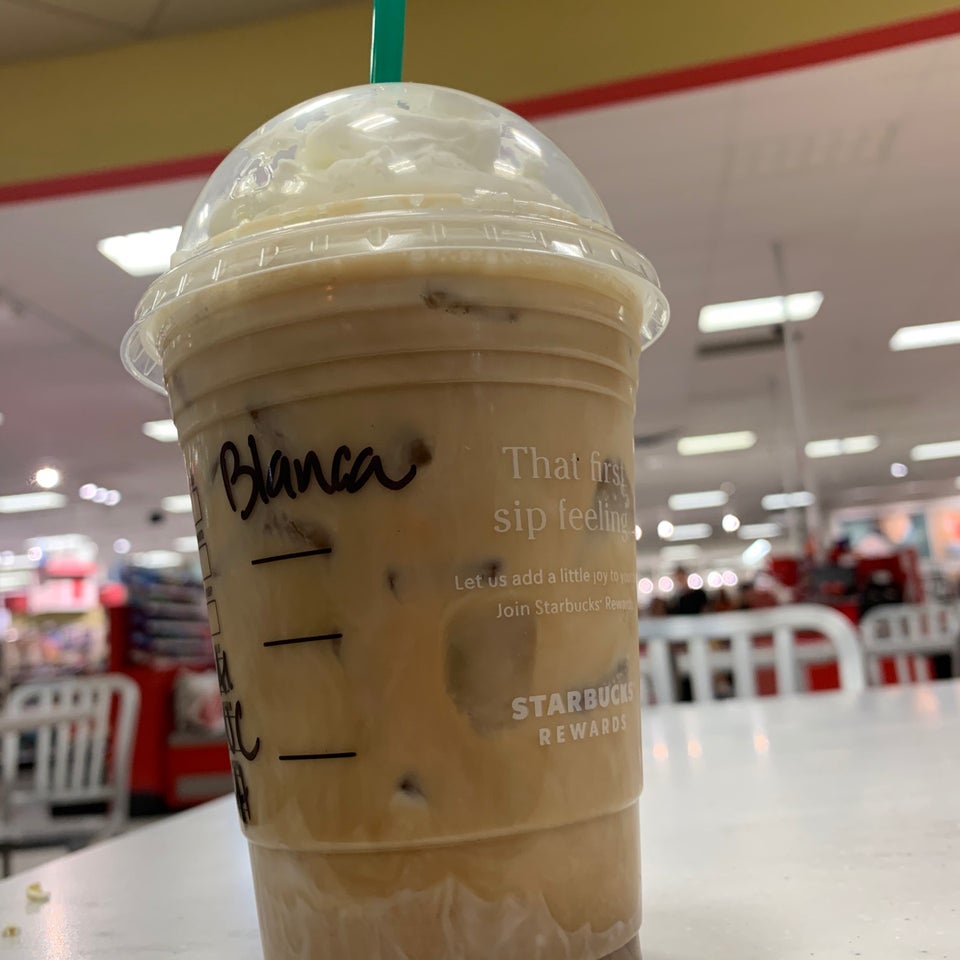 Blanca
That first
sip feeling
Let us add a little joy to
Join Starbucks® Rewards
STARBUCKS
REWARDS